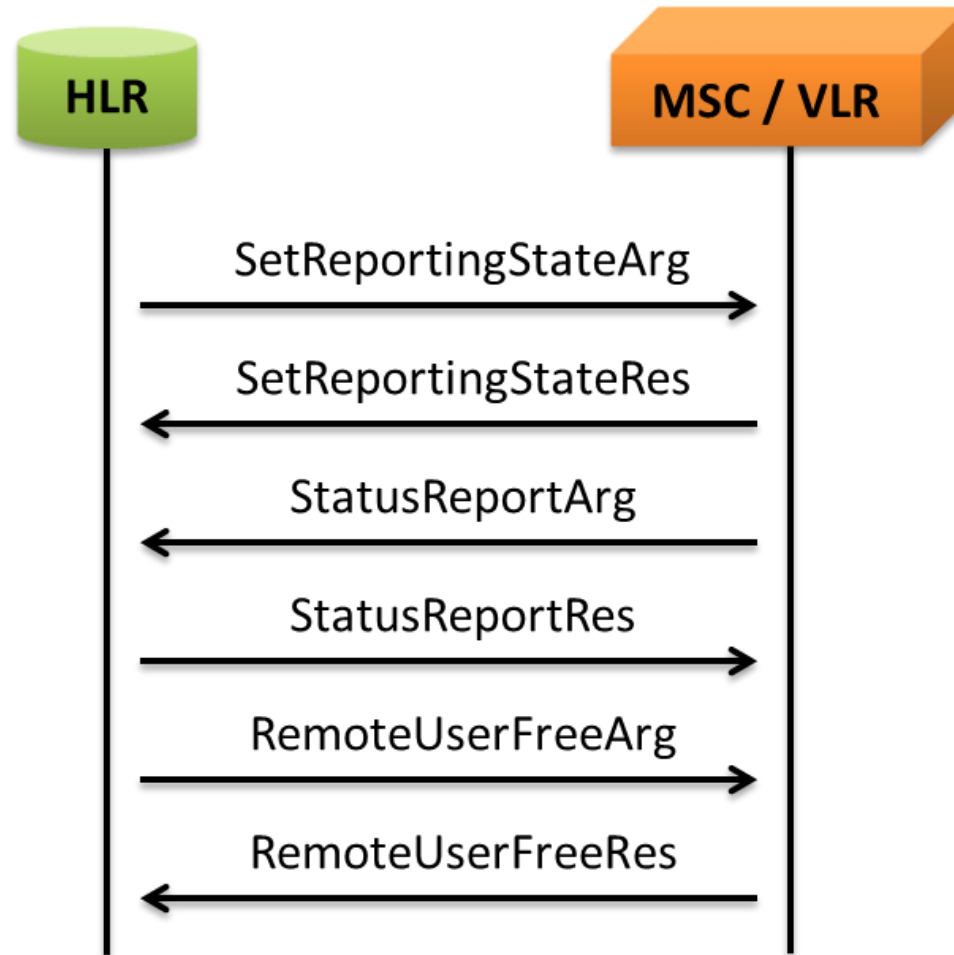 HLR
MSC / VLR
SetReportingStateArg
SetReportingStateRes
StatusReportArg
StatusReportRes
RemoteUserFreeArg
RemoteUserFreeRes